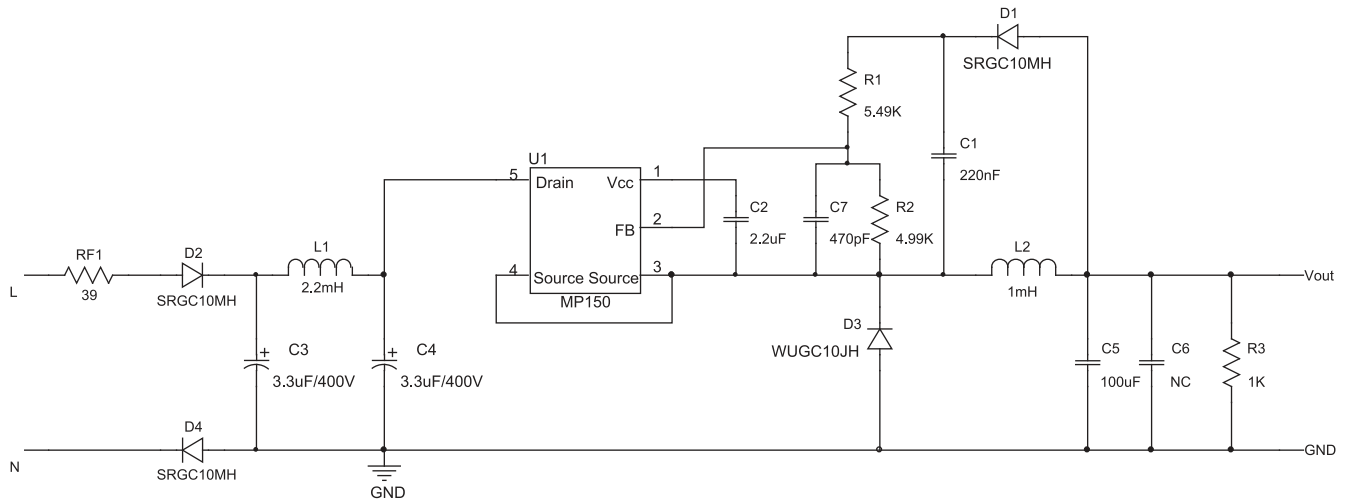 D1
SRGC10MH
R1
5.49K
C1
220nF
U1
5
Drain
Vcc
1
FB
2
4
Source Source
3
MP150
C2
2.2uF
C7
470pF
R2
4.99K
L
RF1
39
D2
SRGC10MH
L1
2.2mH
L2
1mH
Vout
+
C3
3.3uF/400V
+
C4
3.3uF/400V
D3
WUGC10JH
C5
100uF
C6
NC
R3
1K
N
D4
SRGC10MH
GND
GND